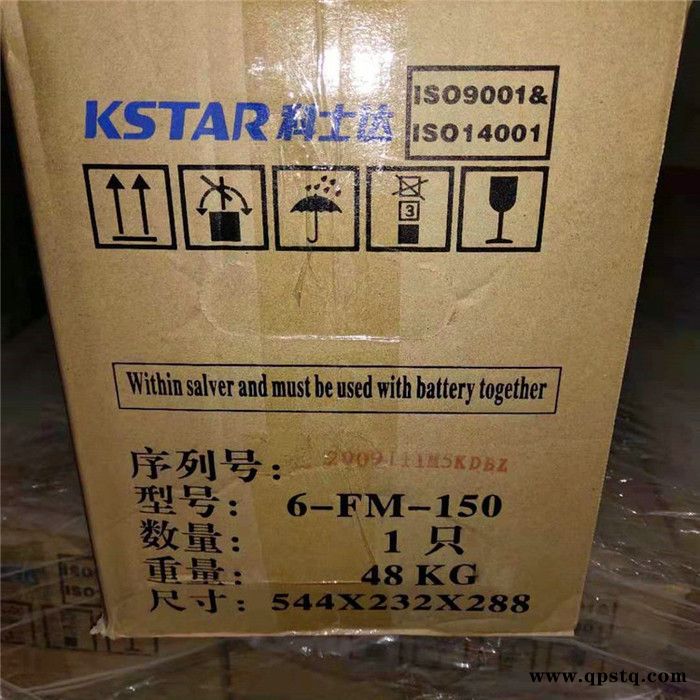 KSTAR 科士达
ISO9001&
ISO14001
3
Within salver and must be used with battery together
序列号：
型号： 6-FM-150
数量： 1 只
重量： 48 KG
尺寸： 544X232X288
www.qpstq.com